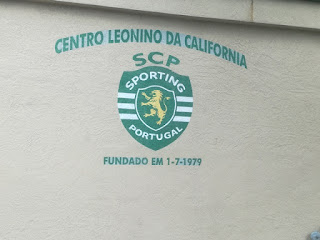 CENTRO LEONINO DA CALIFORNIA
SCP
SPORTING
PORTUGAL
FUNDADO EM 1-7-1979